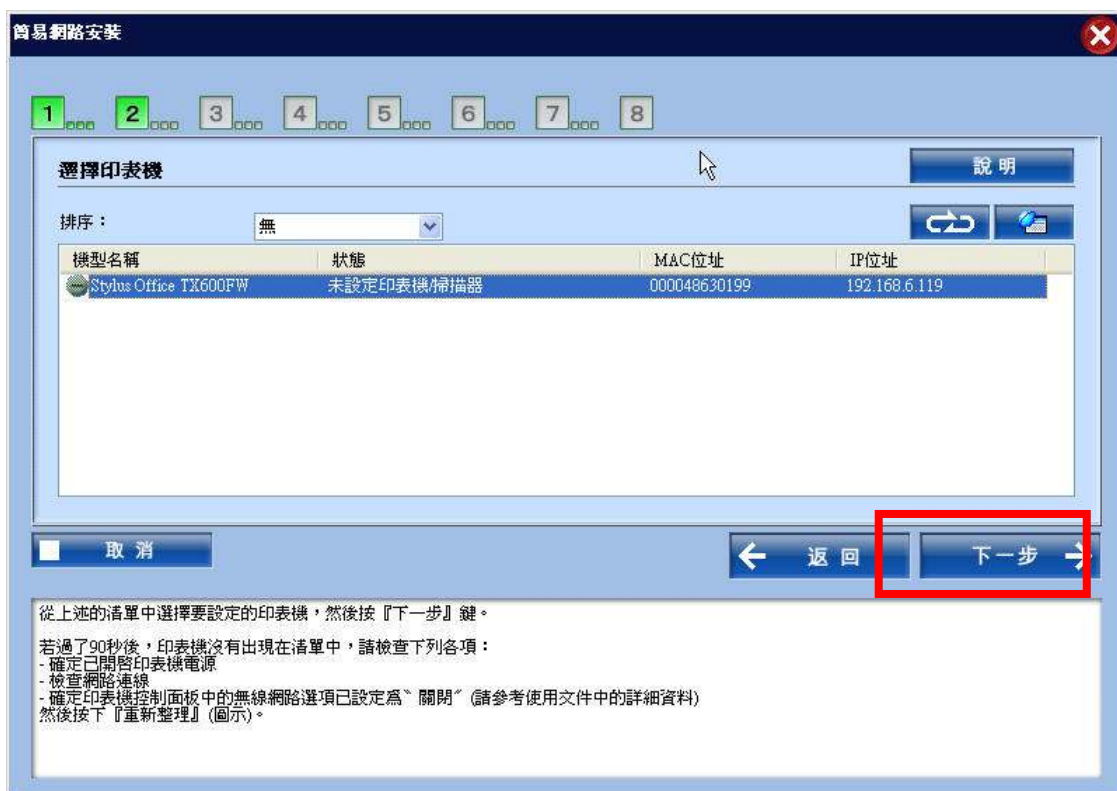 簡易網路安裝
1 2 3 4 5 6 7 8
選擇印表機
說明
排序：
無
機型名稱 狀態 MAC位址 IP位址
Stylus Office TX600FW 未設定印表機/掃描器 000048630199 192.168.6.119
取消
返回
下一步
從上述的清單中選擇要設定的印表機，然後按『下一步』鍵。
若過了90秒後，印表機沒有出現在清單中，請檢查下列各項：
- 確定已開啓印表機電源
- 檢查網路連線
- 確定印表機控制面板中的無線網路選項已設定爲〝關閉〞(請參考使用文件中的詳細資料)
然後按下『重新整理』(圖示)。